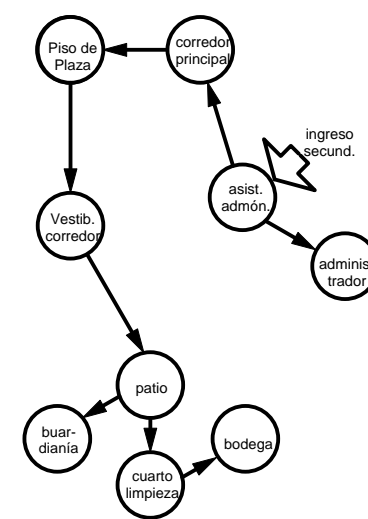 Piso de
Plaza
corredor
principal
ingreso
secund.
asist.
admón.
Vestib.
corredor
adminis
trador
patio
buar-
dianía
bodega
cuarto
limpieza